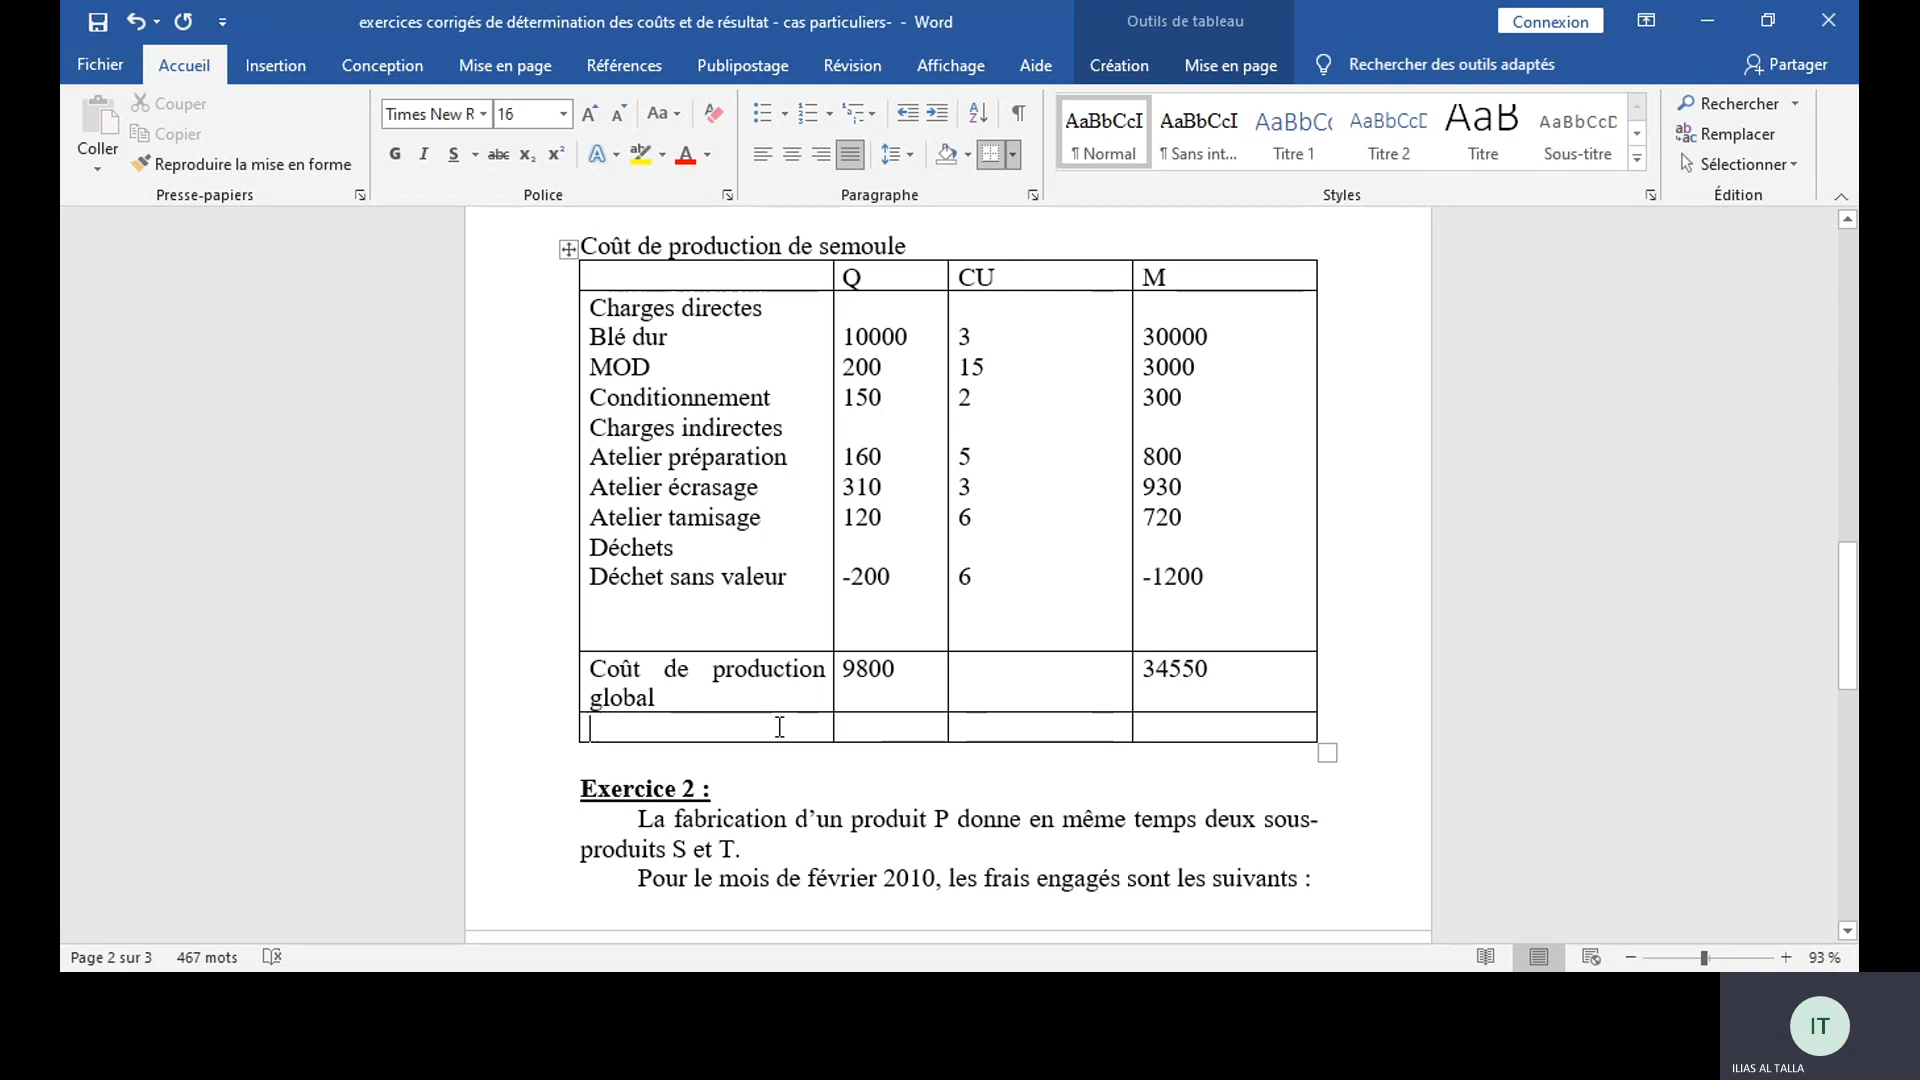 exercices corrigés de détermination des coûts et de résultat - cas particuliers- - Word
Outils de tableau
Connexion
Fichier
Accueil
Insertion
Conception
Mise en page
Références
Publipostage
Révision
Affichage
Aide
Création
Mise en page
Rechercher des outils adaptés
Partager
Coller
Couper
Copier
Reproduire la mise en forme
Presse-papiers
Times New R
16
Aa
G I S abc x₂ x²
A
A
Police
Paragraphe
AaBbCcI
¶ Normal
AaBbCcI
¶ Sans int...
AaBbC
Titre 1
AaBbCcC
Titre 2
AaB
Titre
AaBbCcD
Sous-titre
Styles
Rechercher
Remplacer
Sélectionner
Édition
Coût de production de semoule
Q CU M
Charges directes
Blé dur 10000 3 30000
MOD 200 15 3000
Conditionnement 150 2 300
Charges indirectes
Atelier préparation 160 5 800
Atelier écrasage 310 3 930
Atelier tamisage 120 6 720
Déchets
Déchet sans valeur -200 6 -1200
Coût de production 9800 34550
global
Exercice 2 :
La fabrication d’un produit P donne en même temps deux sous-
produits S et T.
Pour le mois de février 2010, les frais engagés sont les suivants :
Page 2 sur 3
467 mots
93 %
IT
ILIAS AL TALLA